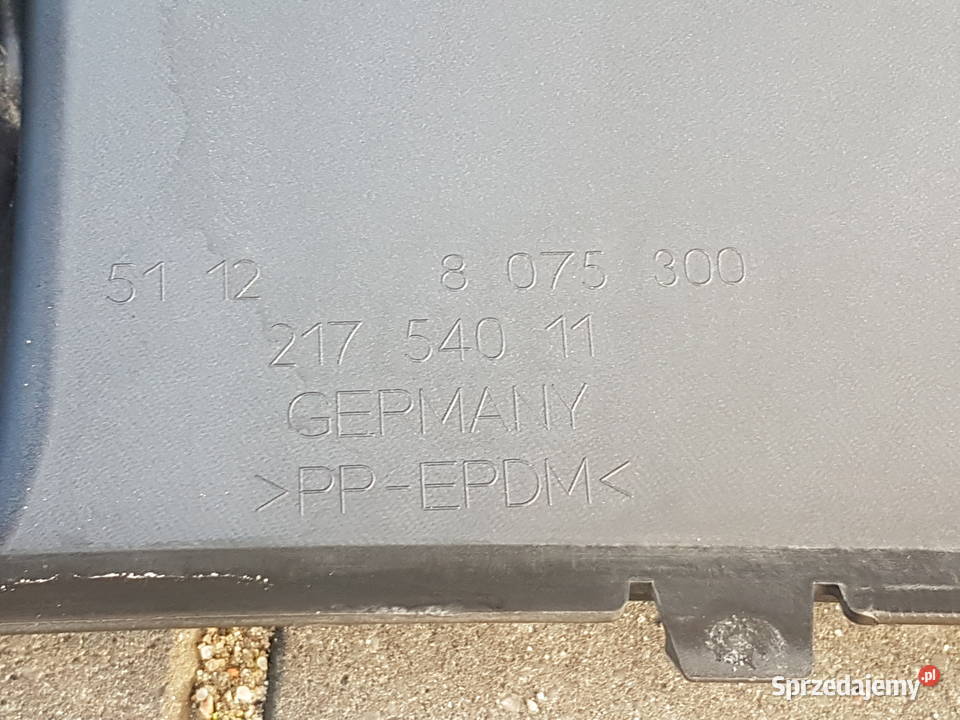 51 12 8 075 300
217 540 11
GERMANY
>PP-EPDM<
Sprzedajemy.pl